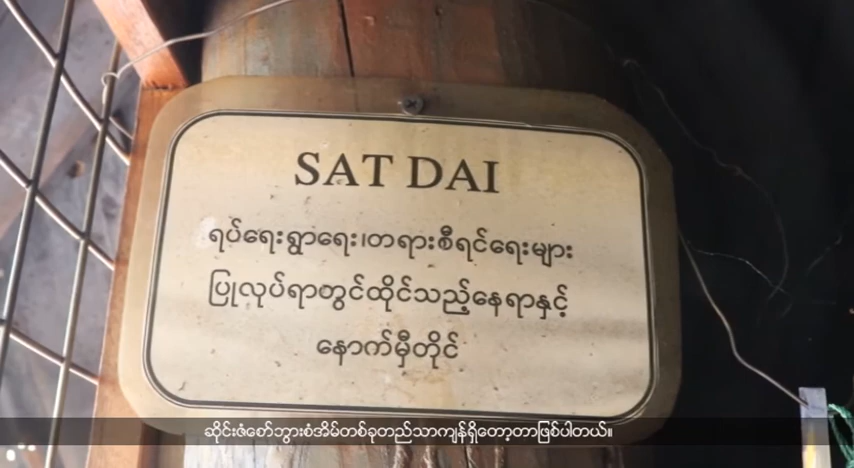 SAT DAI
ရပ်ရေးရွာရေး၊တရားစီရင်ရေးများ
ပြုလုပ်ရာတွင်ထိုင်သည့်နေရာနှင့်
နောက်မှီတိုင်
ဆိုင်းဇံစော်ဘွားစံအိမ်တစ်ခုတည်သာကျန်ရှိတော့တာဖြစ်ပါတယ်။